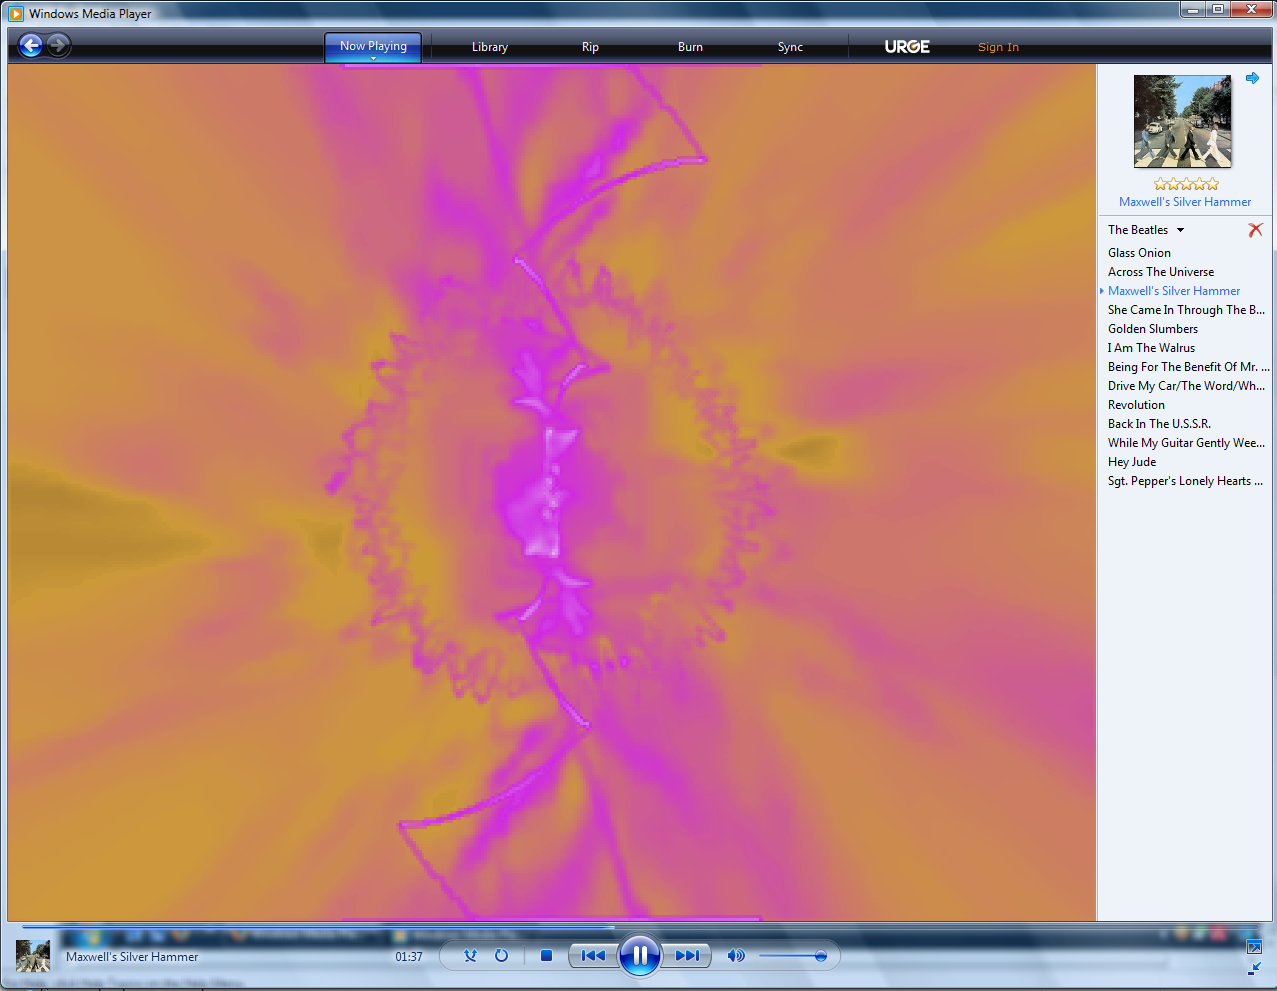 Windows Media Player
Now Playing
Library
Rip
Burn
Sync
URGE
Sign In
Maxwell's Silver Hammer
The Beatles
Glass Onion
Across The Universe
Maxwell's Silver Hammer
She Came In Through The B...
Golden Slumbers
I Am The Walrus
Being For The Benefit Of Mr. ...
Drive My Car/The Word/Wh...
Revolution
Back In The U.S.S.R.
While My Guitar Gently Wee...
Hey Jude
Sgt. Pepper's Lonely Hearts ...
Maxwell's Silver Hammer
01:37